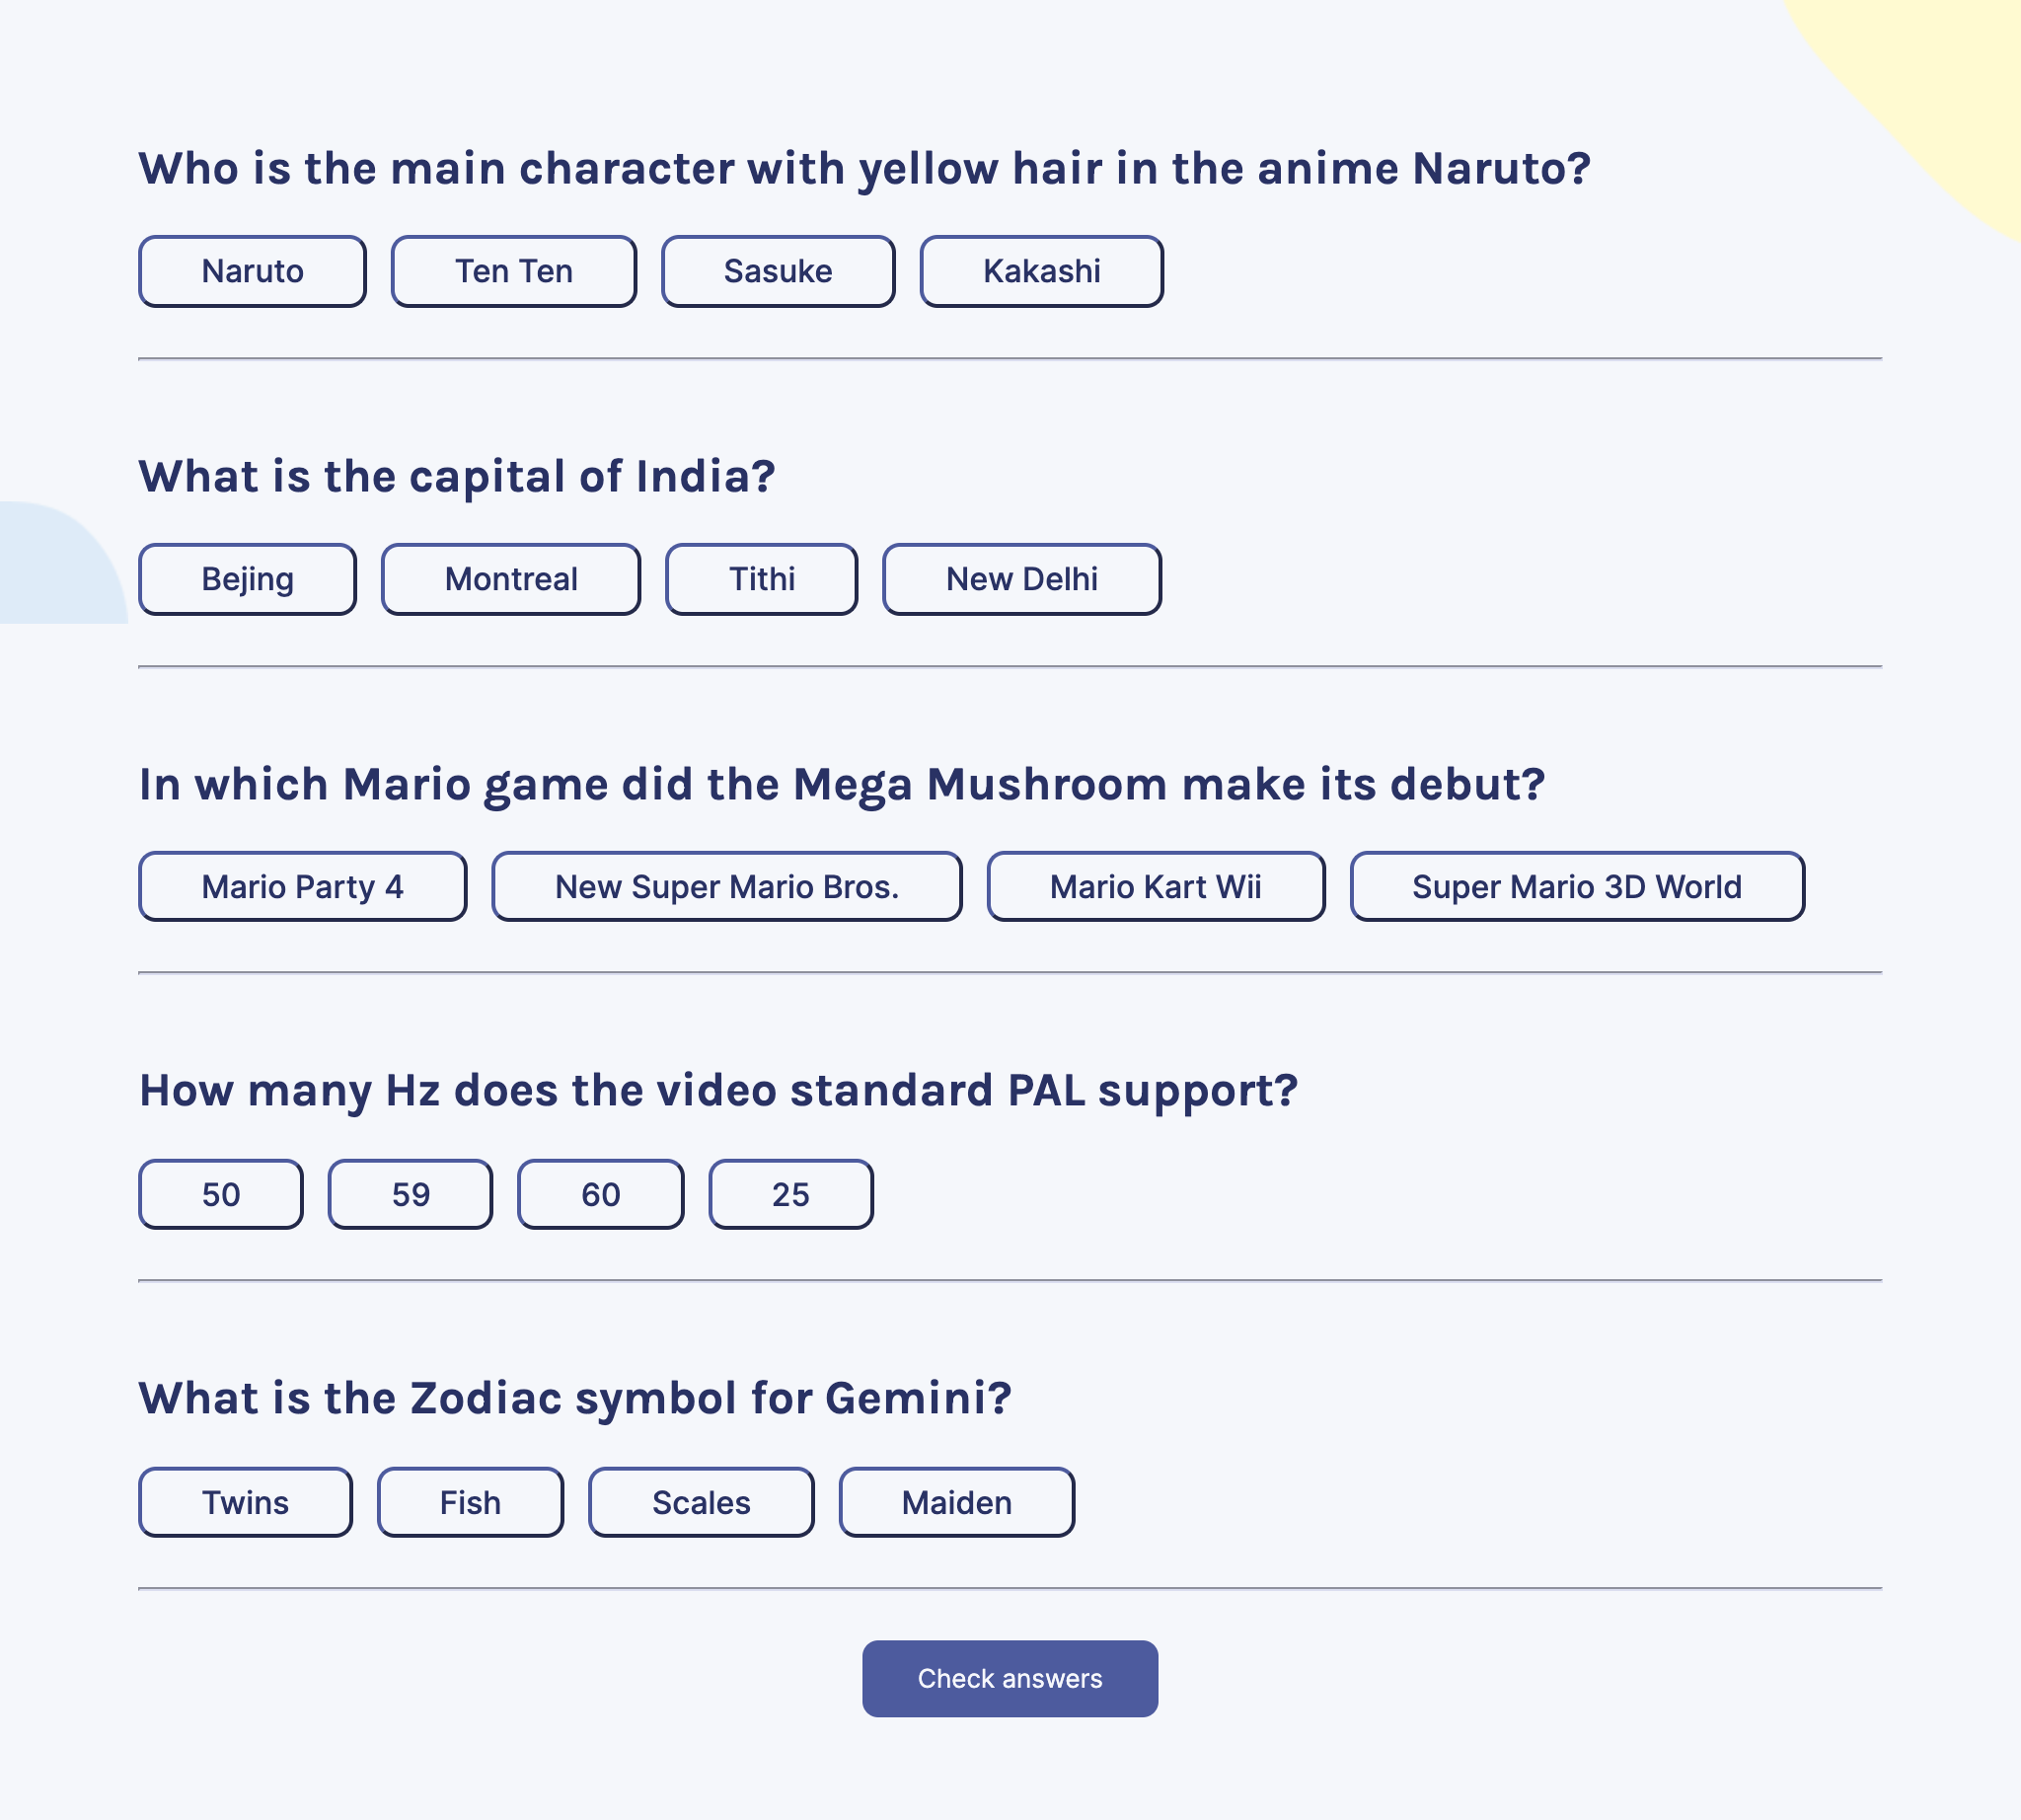 Who is the main character with yellow hair in the anime Naruto?
Naruto Ten Ten Sasuke Kakashi
What is the capital of India?
Bejing Montreal Tithi New Delhi
In which Mario game did the Mega Mushroom make its debut?
Mario Party 4 New Super Mario Bros. Mario Kart Wii Super Mario 3D World
How many Hz does the video standard PAL support?
50 59 60 25
What is the Zodiac symbol for Gemini?
Twins Fish Scales Maiden
Check answers